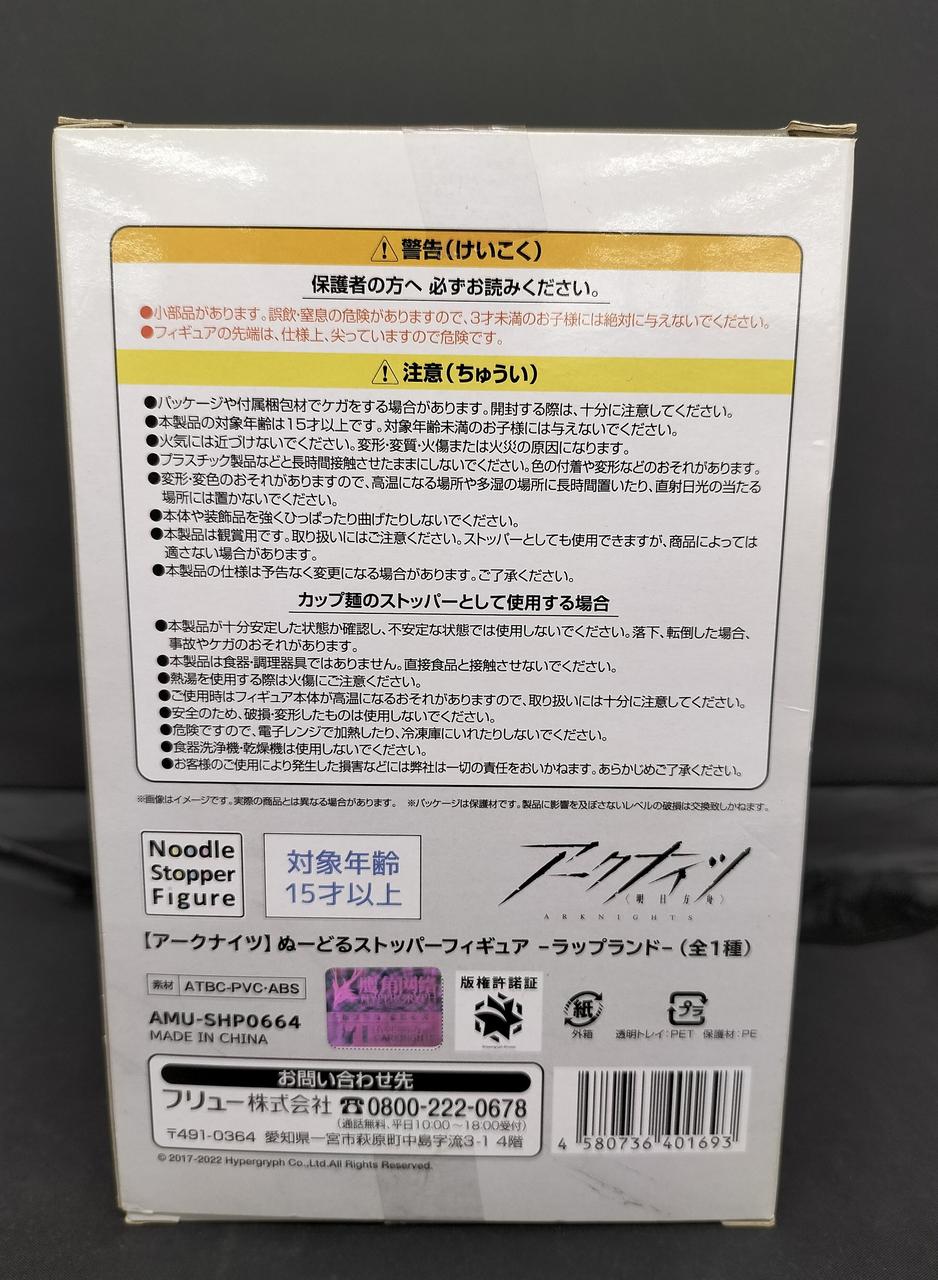 警告(けいこく)
保護者の方へ 必ずお読みください。
●小部品があります。誤飲・窒息の危険がありますので、3才未満のお子様には絶対に与えないでください。
●フィギュアの先端は、仕様上、尖っていますので危険です。
注意(ちゅうい)
●パッケージや付属梱包材でケガをする場合があります。開封する際は、十分に注意してください。
●本製品の対象年齢は15才以上です。対象年齢未満のお子様には与えないでください。
●火気には近づけないでください。変形・変質・火傷または火災の原因になります。
●プラスチック製品などと長時間接触させたままにしないでください。色の付着や変形などのおそれがあります。
●変形・変色のおそれがありますので、高温になる場所や多湿の場所に長時間置いたり、直射日光の当たる
場所には置かないでください。
●本体や装飾品を強くひっぱったり曲げたりしないでください。
●本製品は観賞用です。取り扱いにはご注意ください。ストッパーとしても使用できますが、商品によっては
適さない場合があります。
●本製品の仕様は予告なく変更になる場合があります。ご了承ください。
カップ麺のストッパーとして使用する場合
●本製品が十分安定した状態か確認し、不安定な状態では使用しないでください。落下、転倒した場合、
事故やケガのおそれがあります。
●本製品は食器・調理器具ではありません。直接食品と接触させないでください。
●熱湯を使用する際は火傷にご注意ください。
●ご使用時はフィギュア本体が高温になるおそれがありますので、取り扱いには十分に注意してください。
●安全のため、破損・変形したものは使用しないでください。
●危険ですので、電子レンジで加熱したり、冷凍庫にいれたりしないでください。
●食器洗浄機・乾燥機は使用しないでください。
●お客様のご使用により発生した損害などには弊社は一切の責任をおいかねます。あらかじめご了承ください。
※画像はイメージです。実際の商品とは異なる場合があります。 ※パッケージは保護材です。製品に影響を及ぼさないレベルの破損は交換致しかねます。
Noodle
Stopper
Figure
対象年齢
15才以上
アークナイツ
〈明日方舟〉
ARKNIGHTS
【アークナイツ】ぬーどるストッパーフィギュア -ラップランド-(全1種)
素材 ATBC-PVC・ABS
AMU-SHP0664
MADE IN CHINA
鷹角网络
HYPERGRYPH
版権許諾証
紙
外箱
プラ
透明トレイ:PET 保護材:PE
お問い合わせ先
フリュー株式会社 ☎0800-222-0678
(通話無料、平日10:00~18:00受付)
〒491-0364 愛知県一宮市萩原町中島字流3-1 4階
4 580736 401693
© 2017-2022 Hypergryph Co.,Ltd.All Rights Reserved.